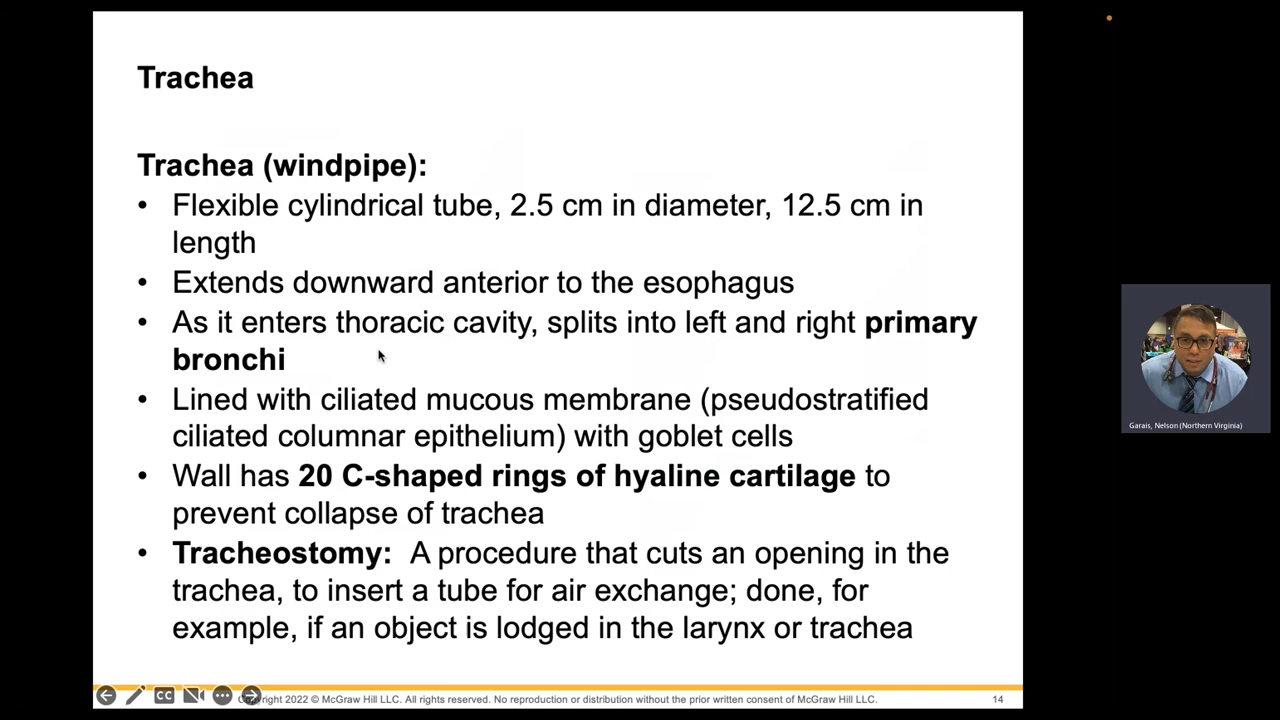 Trachea
Trachea (windpipe):
• Flexible cylindrical tube, 2.5 cm in diameter, 12.5 cm in
length
• Extends downward anterior to the esophagus
• As it enters thoracic cavity, splits into left and right primary
bronchi
• Lined with ciliated mucous membrane (pseudostratified
ciliated columnar epithelium) with goblet cells
• Wall has 20 C-shaped rings of hyaline cartilage to
prevent collapse of trachea
• Tracheostomy: A procedure that cuts an opening in the
trachea, to insert a tube for air exchange; done, for
example, if an object is lodged in the larynx or trachea
Garais, Nelson (Northern Virginia)
CC
2022 © McGraw Hill LLC. All rights reserved. No reproduction or distribution without the prior written consent of McGraw Hill LLC.
14